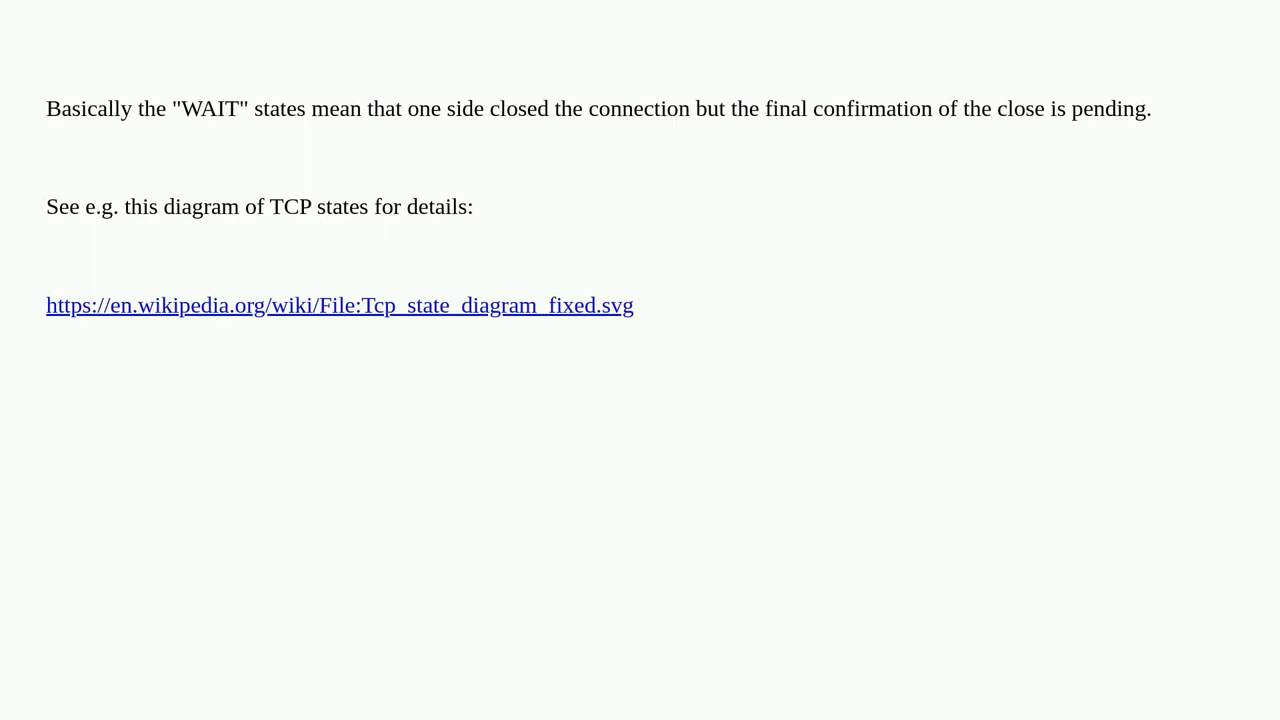 Basically the "WAIT" states mean that one side closed the connection but the final confirmation of the close is pending.
See e.g. this diagram of TCP states for details:
https://en.wikipedia.org/wiki/File:Tcp_state_diagram_fixed.svg